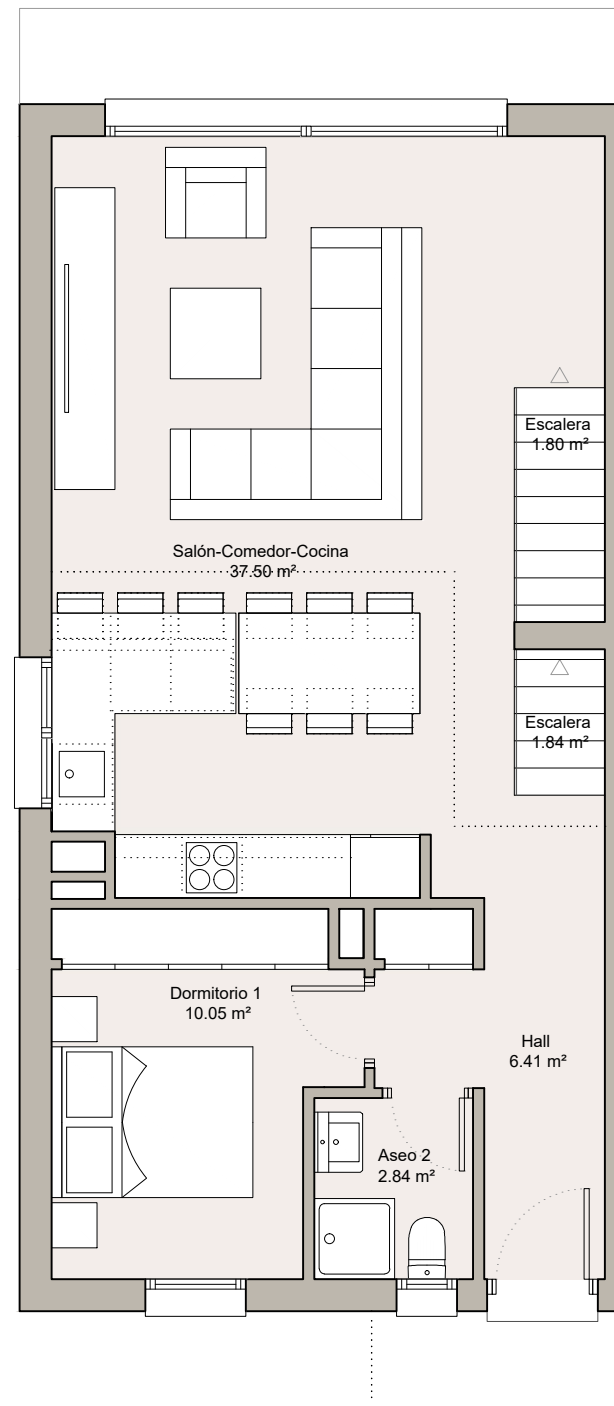 Escalera
1.80 m²
Salón-Comedor-Cocina
37.50 m²
Escalera
1.84 m²
Dormitorio 1
10.05 m²
Hall
6.41 m²
Aseo 2
2.84 m²